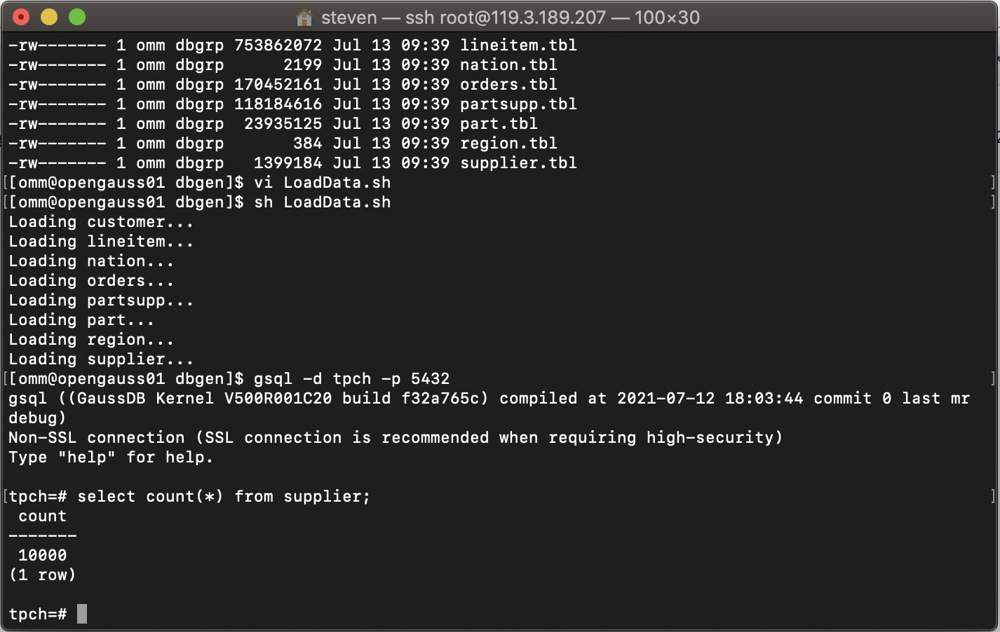 steven — ssh root@119.3.189.207 — 100×30
-rw------- 1 omm dbgrp 753862072 Jul 13 09:39 lineitem.tbl
-rw------- 1 omm dbgrp      2199 Jul 13 09:39 nation.tbl
-rw------- 1 omm dbgrp 170452161 Jul 13 09:39 orders.tbl
-rw------- 1 omm dbgrp 118184616 Jul 13 09:39 partsupp.tbl
-rw------- 1 omm dbgrp  23935125 Jul 13 09:39 part.tbl
-rw------- 1 omm dbgrp       384 Jul 13 09:39 region.tbl
-rw------- 1 omm dbgrp   1399184 Jul 13 09:39 supplier.tbl
[[omm@opengauss01 dbgen]$ vi LoadData.sh ]
[[omm@opengauss01 dbgen]$ sh LoadData.sh ]
Loading customer...
Loading lineitem...
Loading nation...
Loading orders...
Loading partsupp...
Loading part...
Loading region...
Loading supplier...
[[omm@opengauss01 dbgen]$ gsql -d tpch -p 5432 ]
gsql ((GaussDB Kernel V500R001C20 build f32a765c) compiled at 2021-07-12 18:03:44 commit 0 last mr
debug)
Non-SSL connection (SSL connection is recommended when requiring high-security)
Type "help" for help.
[tpch=# select count(*) from supplier; ]
 count
-------
 10000
(1 row)
tpch=#